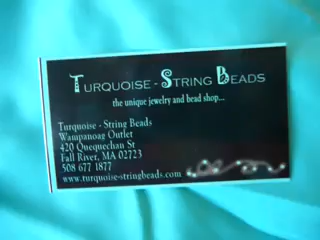 TURQUOISE - STRING BEADS
the unique jewelry and bead shop...
Turquoise - String Beads
Wampanoag Outlet
420 Quequechan St
Fall River, MA 02723
508 677 1877
www.turquoise-stringbeads.com